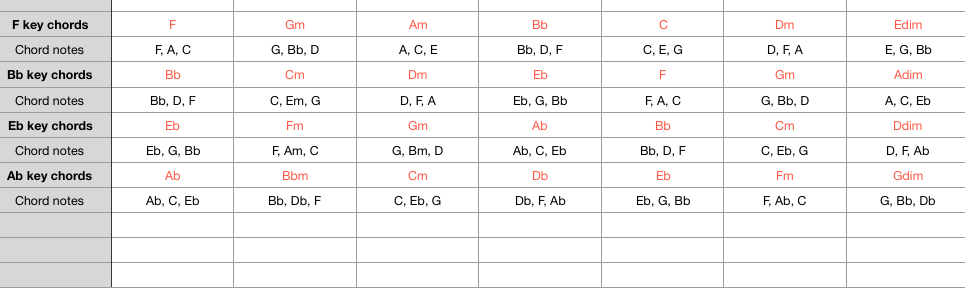 F key chords F Gm Am Bb C Dm Edim
Chord notes F, A, C G, Bb, D A, C, E Bb, D, F C, E, G D, F, A E, G, Bb
Bb key chords Bb Cm Dm Eb F Gm Adim
Chord notes Bb, D, F C, Em, G D, F, A Eb, G, Bb F, A, C G, Bb, D A, C, Eb
Eb key chords Eb Fm Gm Ab Bb Cm Ddim
Chord notes Eb, G, Bb F, Am, C G, Bm, D Ab, C, Eb Bb, D, F C, Eb, G D, F, Ab
Ab key chords Ab Bbm Cm Db Eb Fm Gdim
Chord notes Ab, C, Eb Bb, Db, F C, Eb, G Db, F, Ab Eb, G, Bb F, Ab, C G, Bb, Db